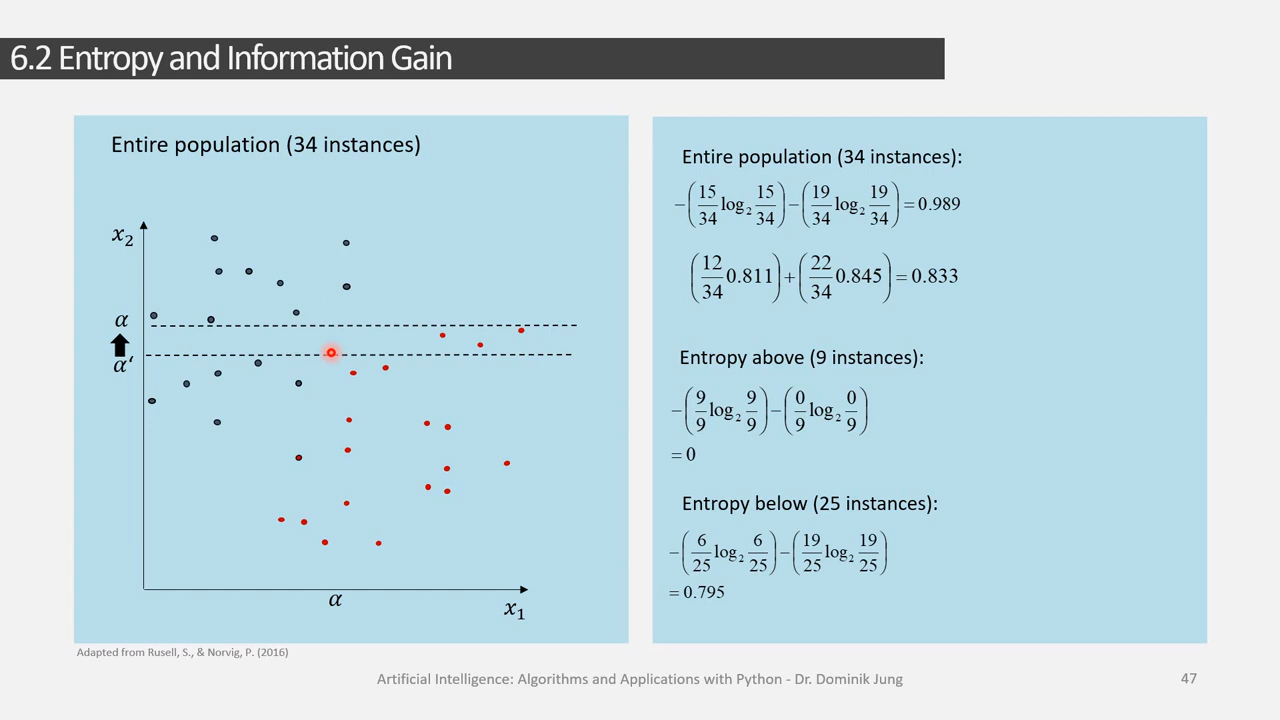 6.2 Entropy and Information Gain
Entire population (34 instances)
x₂
α
α‘
α
x₁
Adapted from Rusell, S., & Norvig, P. (2016)
Entire population (34 instances):
−(15/34 log₂ 15/34)−(19/34 log₂ 19/34)=0.989
(12/34 0.811)+(22/34 0.845)=0.833
Entropy above (9 instances):
−(9/9 log₂ 9/9)−(0/9 log₂ 0/9)
=0
Entropy below (25 instances):
−(6/25 log₂ 6/25)−(19/25 log₂ 19/25)
=0.795
Artificial Intelligence: Algorithms and Applications with Python - Dr. Dominik Jung
47